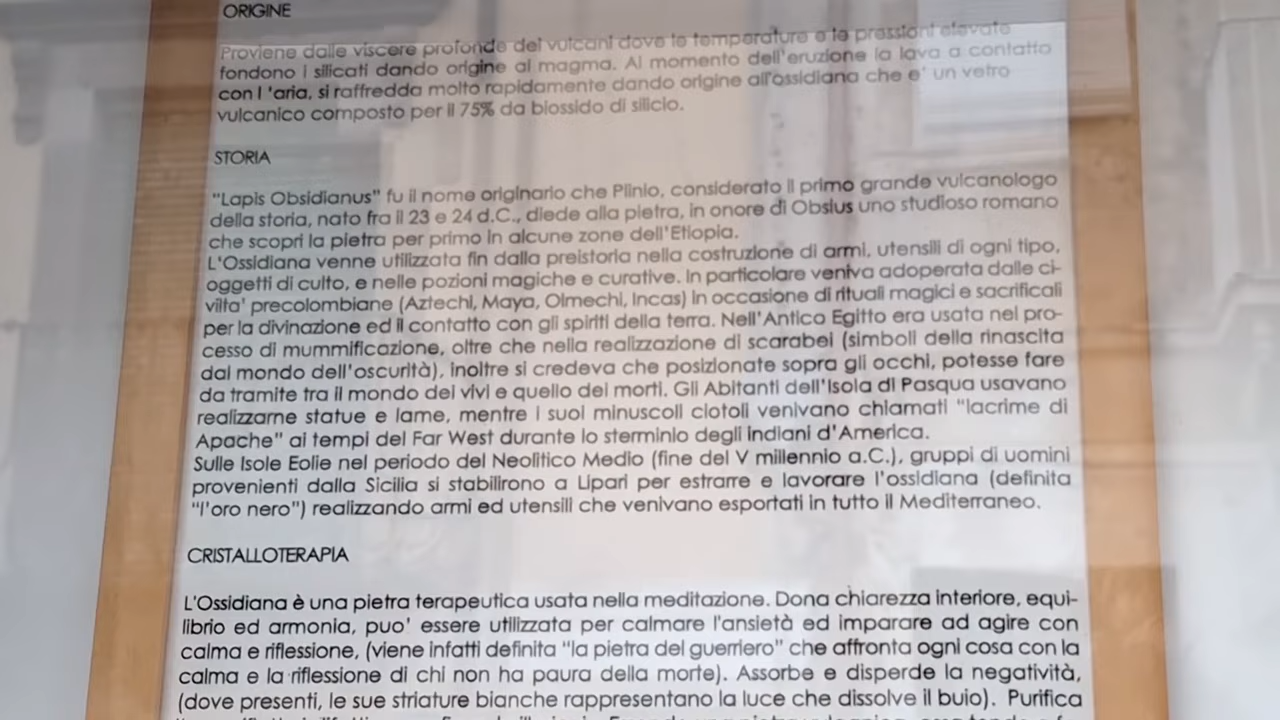 ORIGINE
Proviene dalle viscere profonde dei vulcani dove le temperature e le pressioni elevate
fondono i silicati dando origine al magma. Al momento dell'eruzione la lava a contatto
con l 'aria, si raffredda molto rapidamente dando origine all'ossidiana che e' un vetro
vulcanico composto per il 75% da biossido di silicio.
STORIA
"Lapis Obsidianus" fu il nome originario che Plinio, considerato il primo grande vulcanologo
della storia, nato fra il 23 e 24 d.C., diede alla pietra, in onore di Obsius uno studioso romano
che scopri la pietra per primo in alcune zone dell'Etiopia.
L'Ossidiana venne utilizzata fin dalla preistoria nella costruzione di armi, utensili di ogni tipo,
oggetti di culto, e nelle pozioni magiche e curative. In particolare veniva adoperata dalle ci-
vilta' precolombiane (Aztechi, Maya, Olmechi, Incas) in occasione di rituali magici e sacrificali
per la divinazione ed il contatto con gli spiriti della terra. Nell'Antico Egitto era usata nel pro-
cesso di mummificazione, oltre che nella realizzazione di scarabei (simboli della rinascita
dal mondo dell'oscurità), inoltre si credeva che posizionate sopra gli occhi, potesse fare
da tramite tra il mondo dei vivi e quello dei morti. Gli Abitanti dell'Isola di Pasqua usavano
realizzarne statue e lame, mentre i suoi minuscoli ciotoli venivano chiamati "lacrime di
Apache" ai tempi del Far West durante lo sterminio degli indiani d'America.
Sulle Isole Eolie nel periodo del Neolitico Medio (fine del V millennio a.C.), gruppi di uomini
provenienti dalla Sicilia si stabilirono a Lipari per estrarre e lavorare l'ossidiana (definita
"l'oro nero") realizzando armi ed utensili che venivano esportati in tutto il Mediterraneo.
CRISTALLOTERAPIA
L'Ossidiana è una pietra terapeutica usata nella meditazione. Dona chiarezza interiore, equi-
librio ed armonia, puo' essere utilizzata per calmare l'ansietà ed imparare ad agire con
calma e riflessione, (viene infatti definita "la pietra del guerriero" che affronta ogni cosa con la
calma e la riflessione di chi non ha paura della morte). Assorbe e disperde la negatività,
(dove presenti, le sue striature bianche rappresentano la luce che dissolve il buio). Purifica